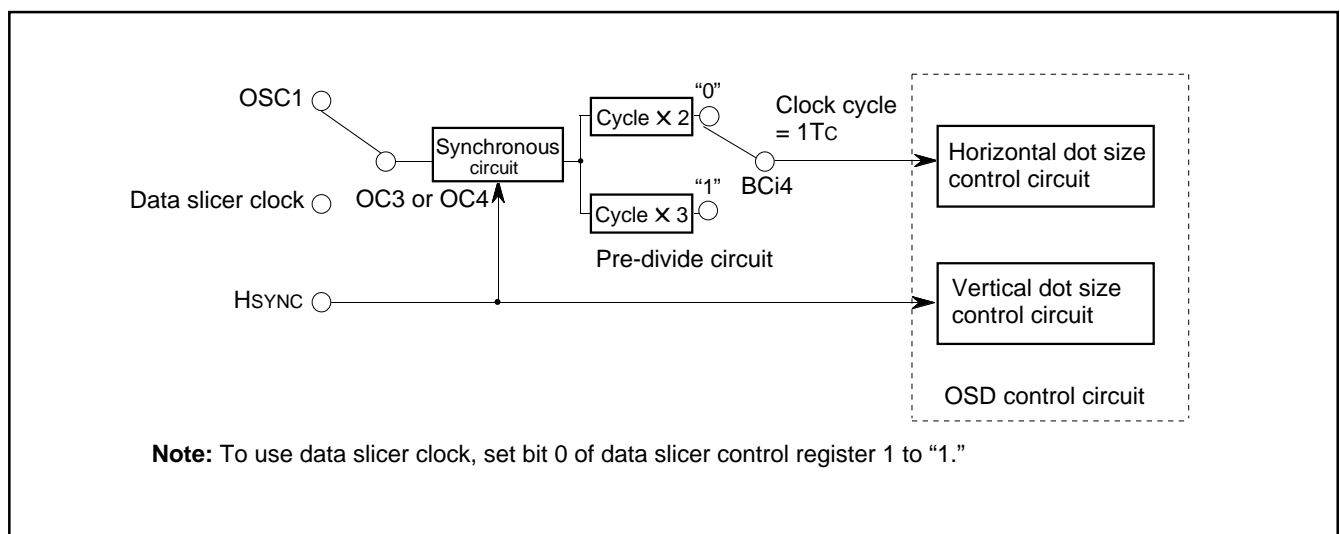 OSC1
Data slicer clock
HSYNC
OC3 or OC4
Synchronous
circuit
Cycle × 2
Cycle × 3
“0”
“1”
BCi4
Pre-divide circuit
Clock cycle
= 1TC
Horizontal dot size
control circuit
Vertical dot size
control circuit
OSD control circuit
Note: To use data slicer clock, set bit 0 of data slicer control register 1 to “1.”